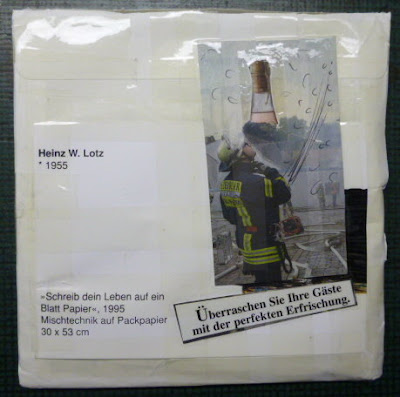 Heinz W. Lotz
* 1955
»Schreib dein Leben auf ein
Blatt Papier«, 1995
Mischtechnik auf Packpapier
30 x 53 cm
Überraschen Sie Ihre Gäste
mit der perfekten Erfrischung.